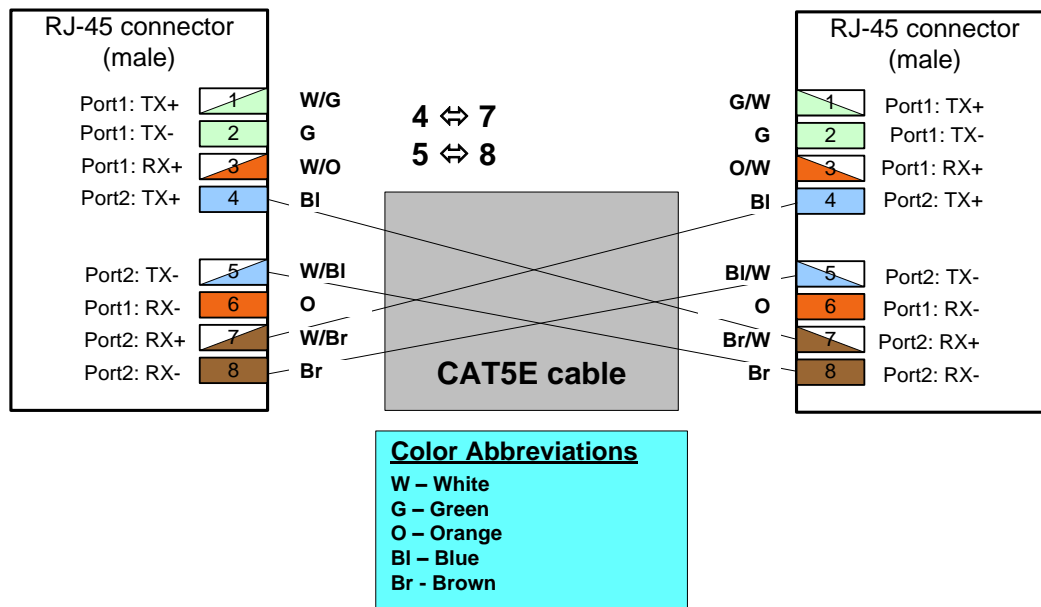 RJ-45 connector
(male)
Port1: TX+ 1 W/G
Port1: TX- 2 G
Port1: RX+ 3 W/O
Port2: TX+ 4 Bl
Port2: TX- 5 W/Bl
Port1: RX- 6 O
Port2: RX+ 7 W/Br
Port2: RX- 8 Br
4 ⇔ 7
5 ⇔ 8
CAT5E cable
RJ-45 connector
(male)
G/W 1 Port1: TX+
G 2 Port1: TX-
O/W 3 Port1: RX+
Bl 4 Port2: TX+
Bl/W 5 Port2: TX-
O 6 Port1: RX-
Br/W 7 Port2: RX+
Br 8 Port2: RX-
Color Abbreviations
W – White
G – Green
O – Orange
Bl – Blue
Br - Brown